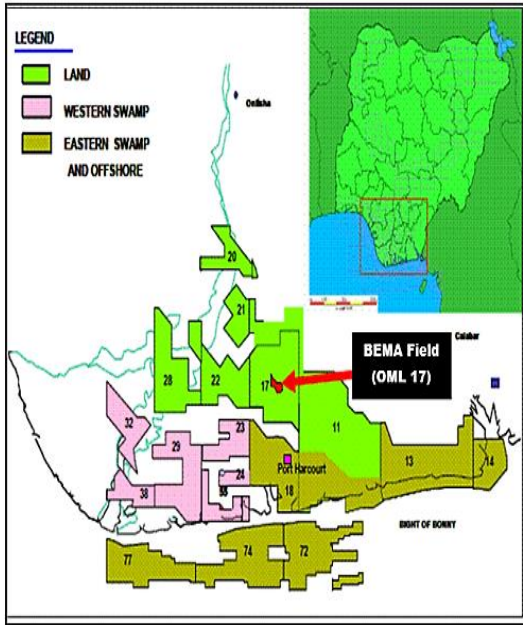 LEGEND
LAND
WESTERN SWAMP
EASTERN SWAMP
AND OFFSHORE
Onitsha
20
21
BEMA Field
(OML 17)
Calabar
28
22
17
32
11
23
29
13
14
Port Harcourt
24
38
35
18
BIGHT OF BONNY
77
74
72